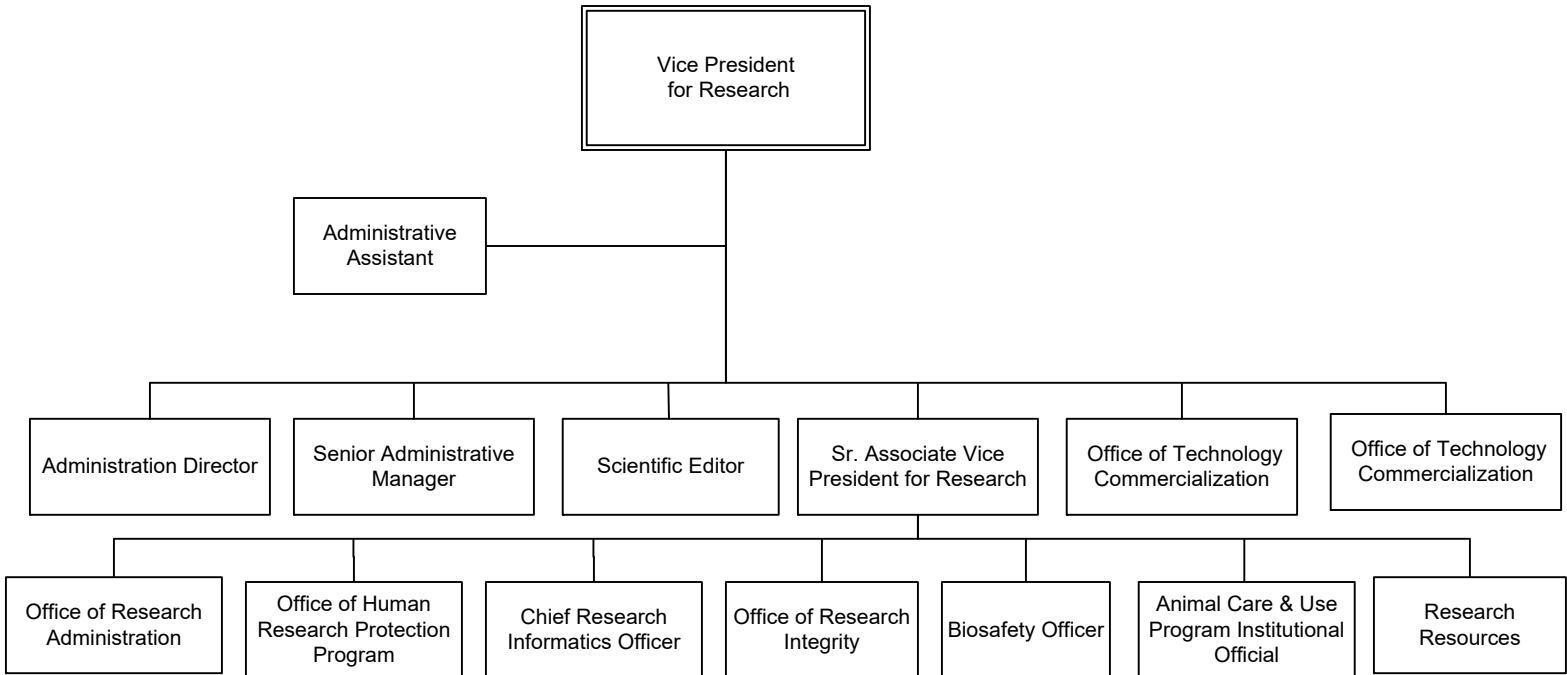 Vice President
for Research
Administrative
Assistant
Administration Director
Senior Administrative
Manager
Scientific Editor
Sr. Associate Vice
President for Research
Office of Technology
Commercialization
Office of Technology
Commercialization
Office of Research
Administration
Office of Human
Research Protection
Program
Chief Research
Informatics Officer
Office of Research
Integrity
Biosafety Officer
Animal Care & Use
Program Institutional
Official
Research
Resources